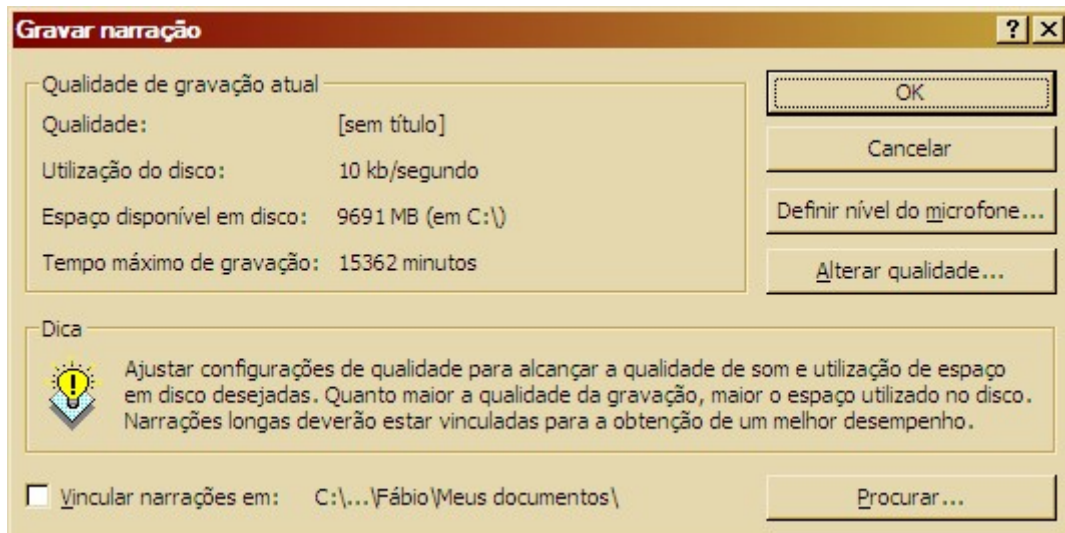 Gravar narração
Qualidade de gravação atual
OK
Qualidade: [sem título]
Cancelar
Utilização do disco: 10 kb/segundo
Espaço disponível em disco: 9691 MB (em C:\)
Definir nível do microfone...
Tempo máximo de gravação: 15362 minutos
Alterar qualidade...
Dica
Ajustar configurações de qualidade para alcançar a qualidade de som e utilização de espaço
em disco desejadas. Quanto maior a qualidade da gravação, maior o espaço utilizado no disco.
Narrações longas deverão estar vinculadas para a obtenção de um melhor desempenho.
Vincular narrações em: C:\...\Fábio\Meus documentos\
Procurar...